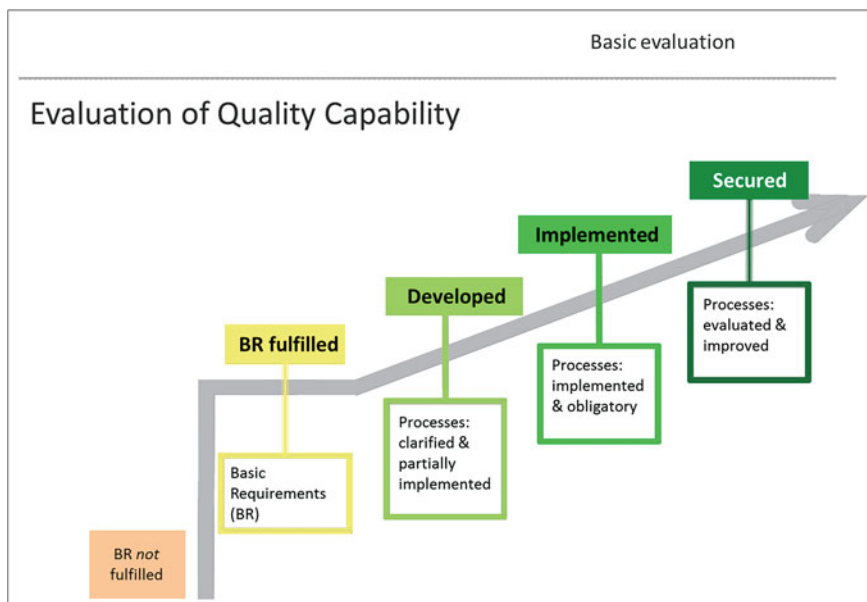 Basic evaluation
Evaluation of Quality Capability
Secured
Processes:
evaluated &
improved
Implemented
Processes:
implemented
& obligatory
Developed
Processes:
clarified &
partially
implemented
BR fulfilled
Basic
Requirements
(BR)
BR not
fulfilled